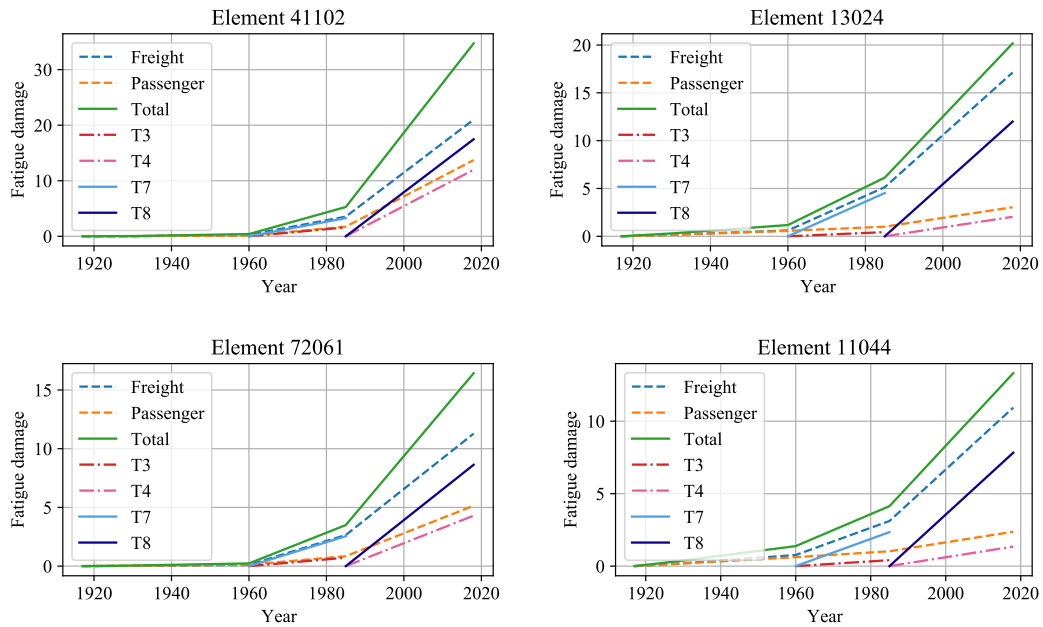 Element 41102
Fatigue damage
30
20
10
0
Freight
Passenger
Total
T3
T4
T7
T8
1920 1940 1960 1980 2000 2020
Year
Element 13024
Fatigue damage
20
15
10
5
0
Freight
Passenger
Total
T3
T4
T7
T8
1920 1940 1960 1980 2000 2020
Year
Element 72061
Fatigue damage
15
10
5
0
Freight
Passenger
Total
T3
T4
T7
T8
1920 1940 1960 1980 2000 2020
Year
Element 11044
Fatigue damage
10
5
0
Freight
Passenger
Total
T3
T4
T7
T8
1920 1940 1960 1980 2000 2020
Year